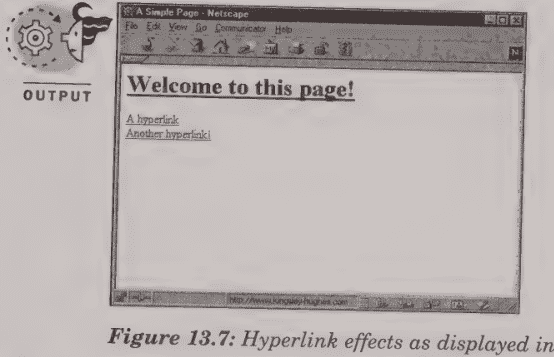 A Simple Page - Netscape
File Edit View Go Communicator Help
N
OUTPUT
Welcome to this page!
A hyperlink
Another hyperlink!
Figure 13.7: Hyperlink effects as displayed in